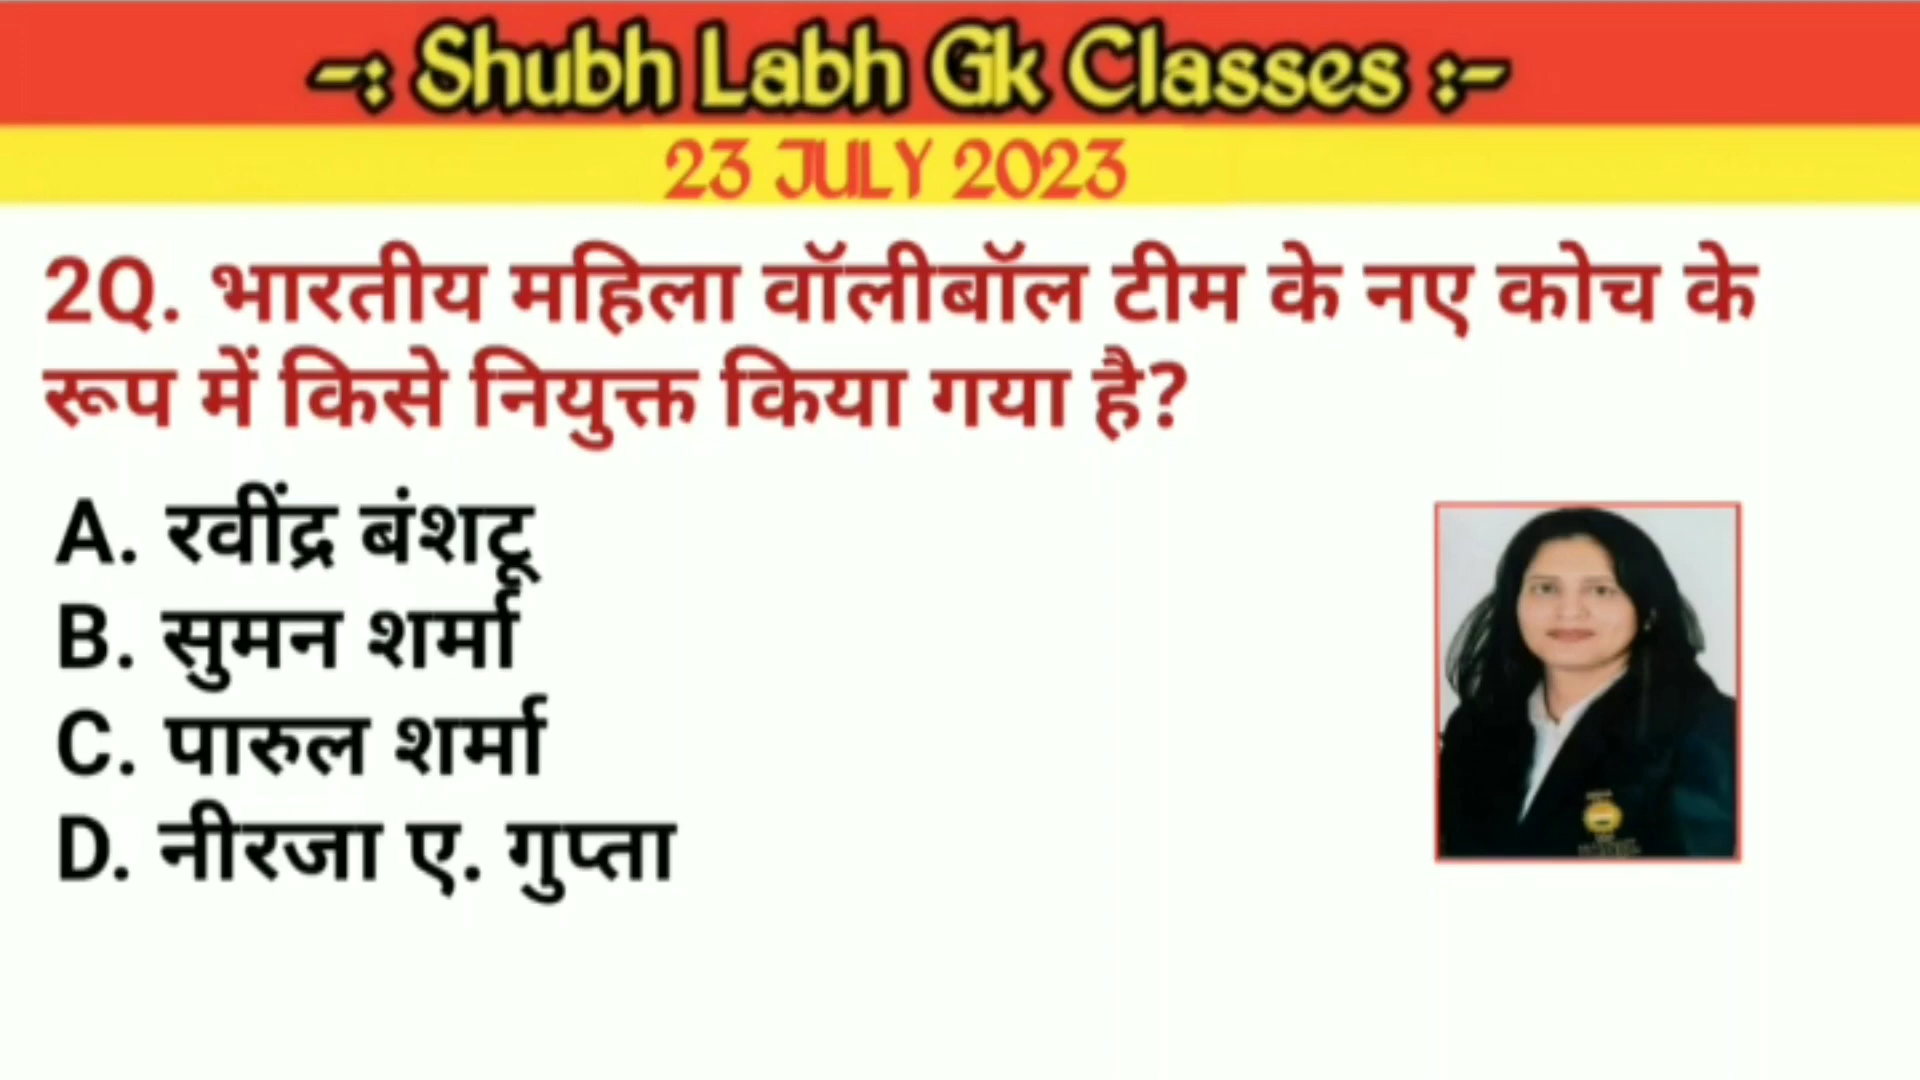 -: Shubh Labh Gk Classes :-
23 JULY 2023
2Q. भारतीय महिला वॉलीबॉल टीम के नए कोच के
रूप में किसे नियुक्त किया गया है?
A. रवींद्र बंशटू
B. सुमन शर्मा
C. पारुल शर्मा
D. नीरजा ए. गुप्ता